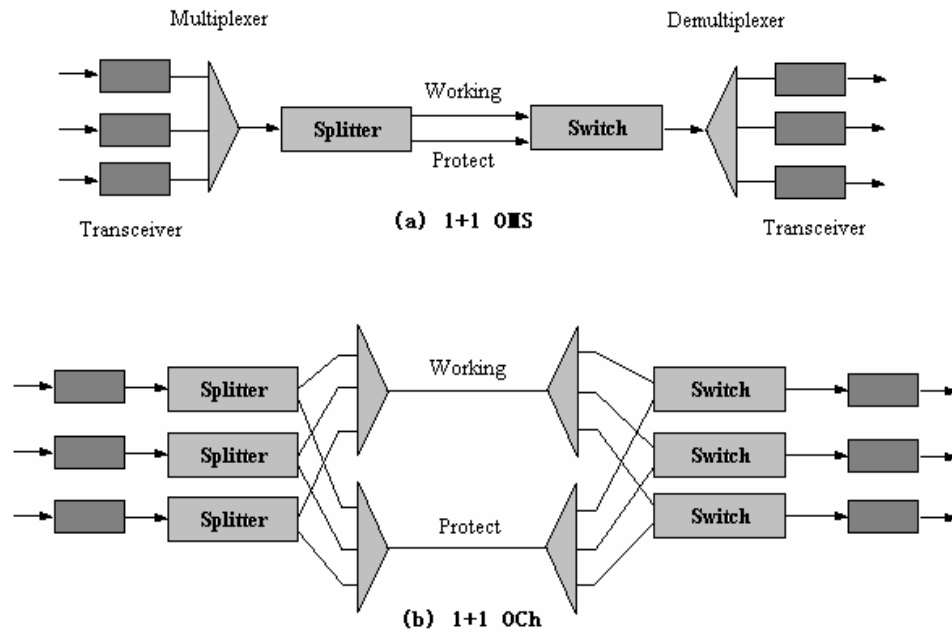 Multiplexer
Demultiplexer
Working
Splitter
Switch
Protect
Transceiver
(a) 1+1 OMS
Transceiver
Working
Splitter
Switch
Splitter
Switch
Splitter
Switch
Protect
(b) 1+1 OCh